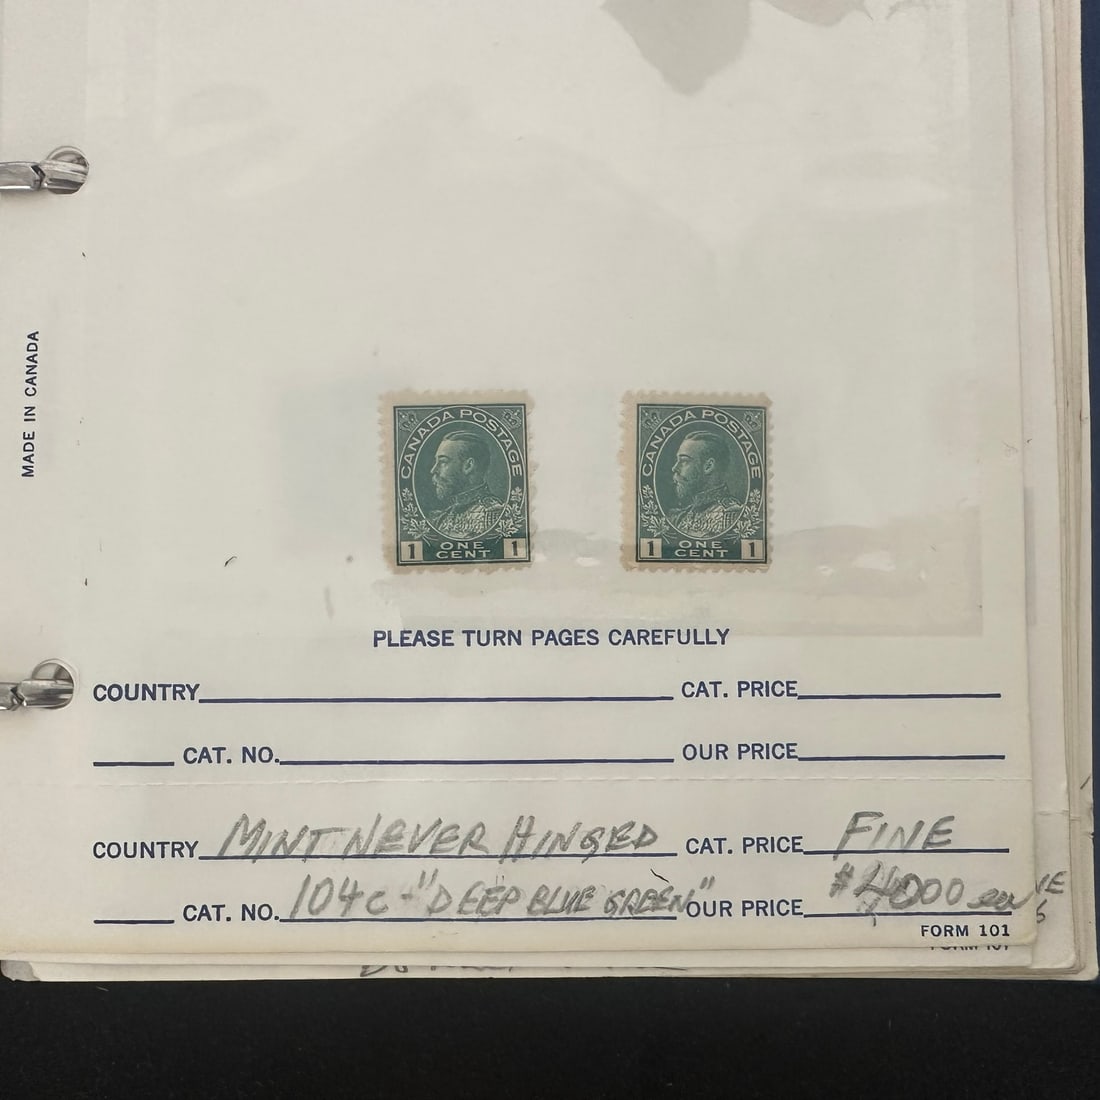 MADE IN CANADA
CANADA POSTAGE
1 ONE CENT 1
CANADA POSTAGE
1 ONE CENT 1
PLEASE TURN PAGES CAREFULLY
COUNTRY CAT. PRICE
CAT. NO. OUR PRICE
COUNTRY MINT NEVER HINGED CAT. PRICE FINE
CAT. NO. 104c - "DEEP BLUE GREEN" OUR PRICE $4000 ea
FORM 101